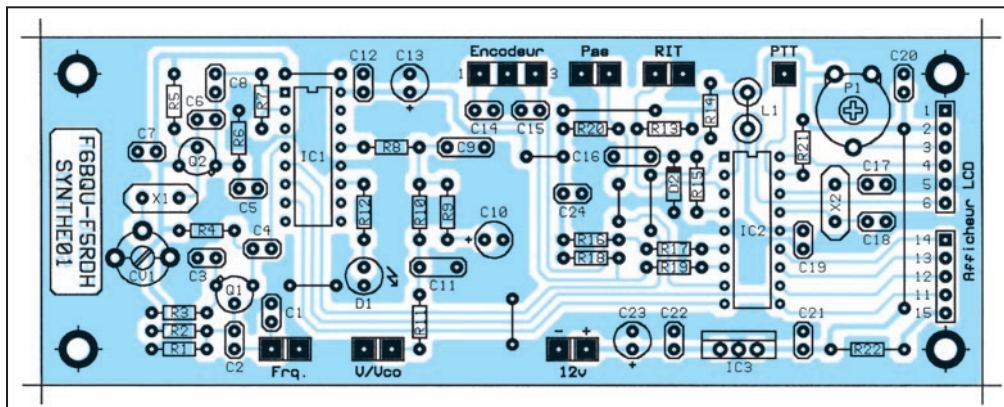 Encodeur Pas RIT PTT
C12 C13 C20
1 3
P1
C8
R5 R7 R14 L1
C6
C14 C15
1
R6 R20 R13 2
C7 Q2 IC1 R8 C9 C16 R21 3
4
F6BQU-F5RDH
SYNTHE01
X1 C5 R12 R10 R9 C24 D2 R15 X2 C17 5
6
R4 C4 C10 R16 IC2 C18
+
CV1 C3 C11 R18 R17 R19 C19
14
13
Q1 D1 12
11
15
Afficheur LCD
R3 C1 R11
R2 - + C23 C22 C21
R1 C2 + IC3 R22
Frq. V/Vco 12v